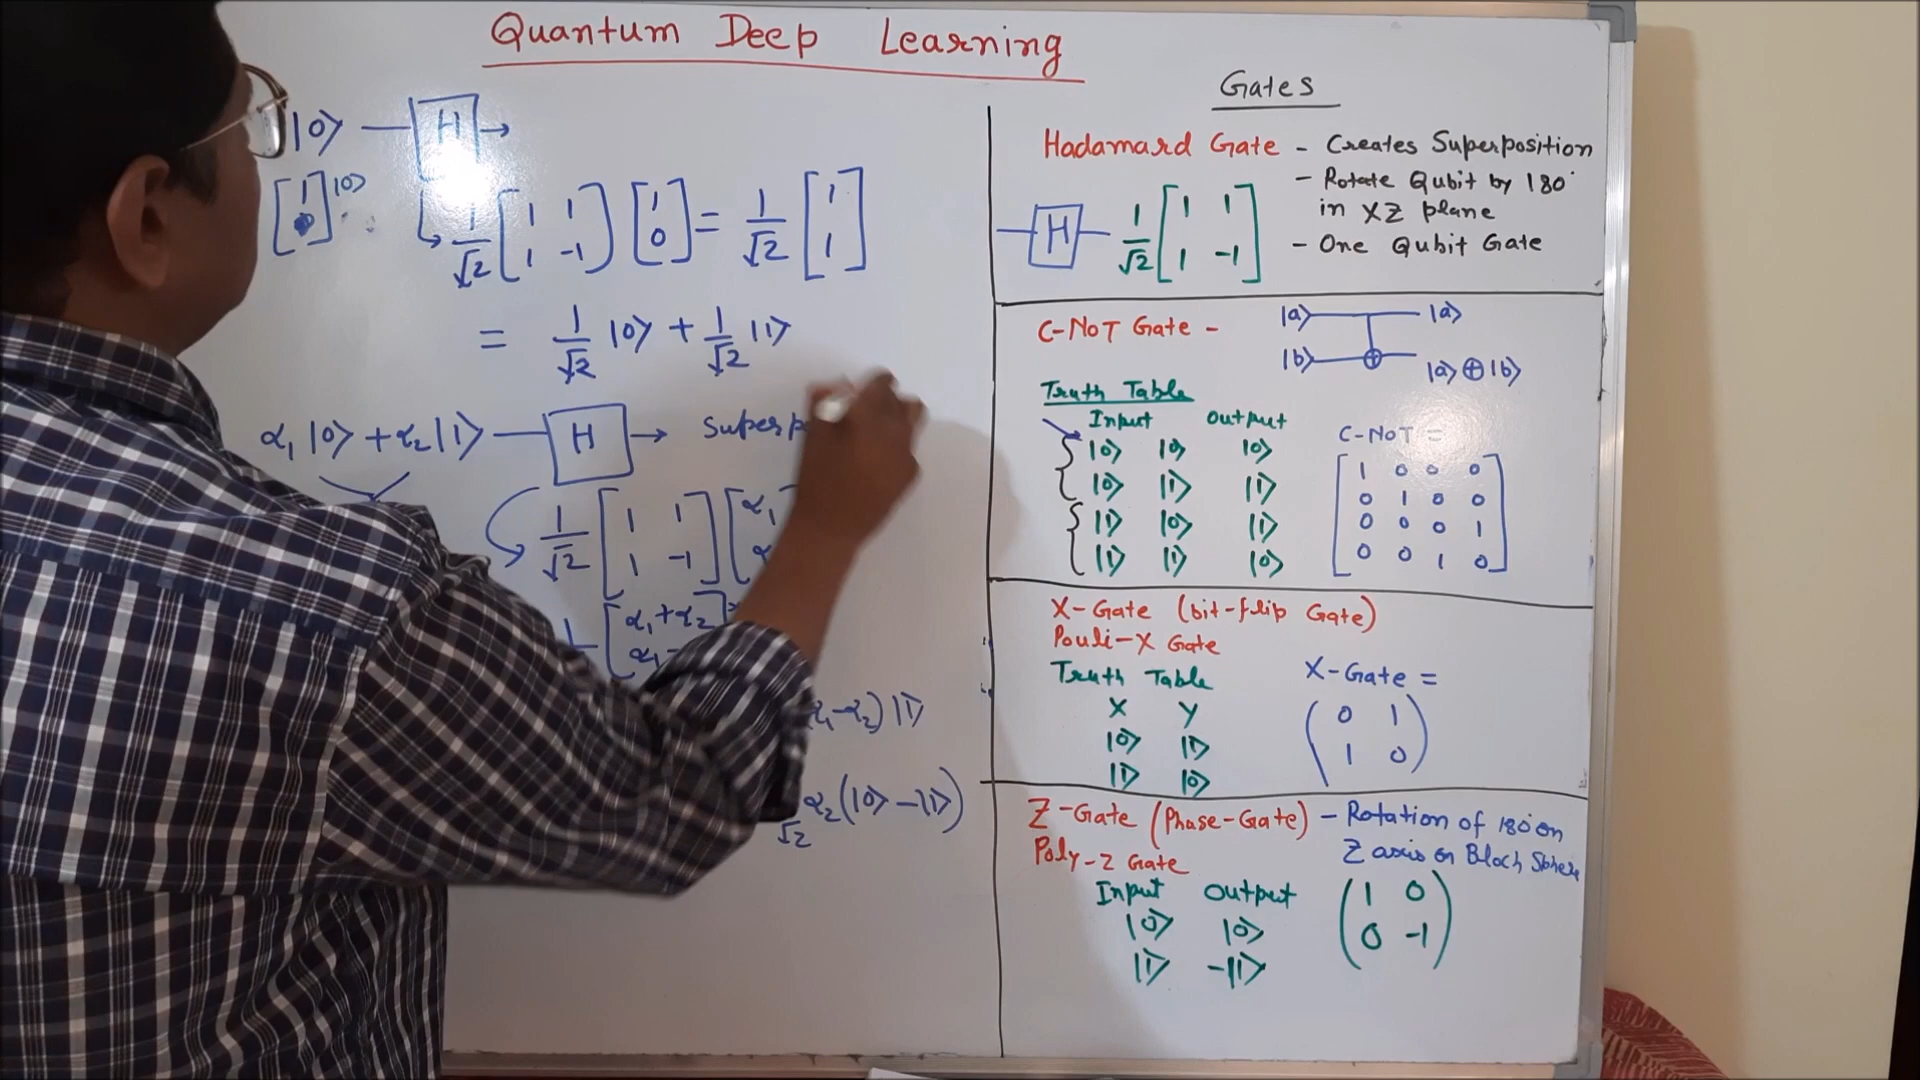 Quantum Deep Learning
|0⟩ — H →
[1 0] |0⟩
1/√2 [1 1; 1 -1] [1 0] = 1/√2 [1 1]
= 1/√2 |0⟩ + 1/√2 |1⟩
α₁|0⟩ + α₂|1⟩ — H →
1/√2 [1 1; 1 -1] [α₁
[α₁+α₂
α₁-
α₁-α₂)|1⟩
√2 α₂(|0⟩ - |1⟩)
Gates
Hadamard Gate - Creates Superposition
- Rotate Qubit by 180°
in XZ plane
- One Qubit Gate
H 1/√2 [1 1; 1 -1]
C-NoT Gate -
|a⟩ |a⟩
|b⟩ |a⟩ ⊕ |b⟩
Truth Table
Input Output
|0⟩ |0⟩ |0⟩
|0⟩ |1⟩ |1⟩
|1⟩ |0⟩ |1⟩
|1⟩ |1⟩ |0⟩
C-NoT =
1 0 0 0
0 1 0 0
0 0 0 1
0 0 1 0
X-Gate (bit-flip Gate)
Pouli-X Gate
Truth Table
X Y
|0⟩ |1⟩
|1⟩ |0⟩
X-Gate =
0 1
1 0
Z-Gate (Phase-Gate) - Rotation of 180° on
Z axis on Bloch Sphere
Poly-Z Gate
Input Output
|0⟩ |0⟩
|1⟩ -|1⟩
1 0
0 -1